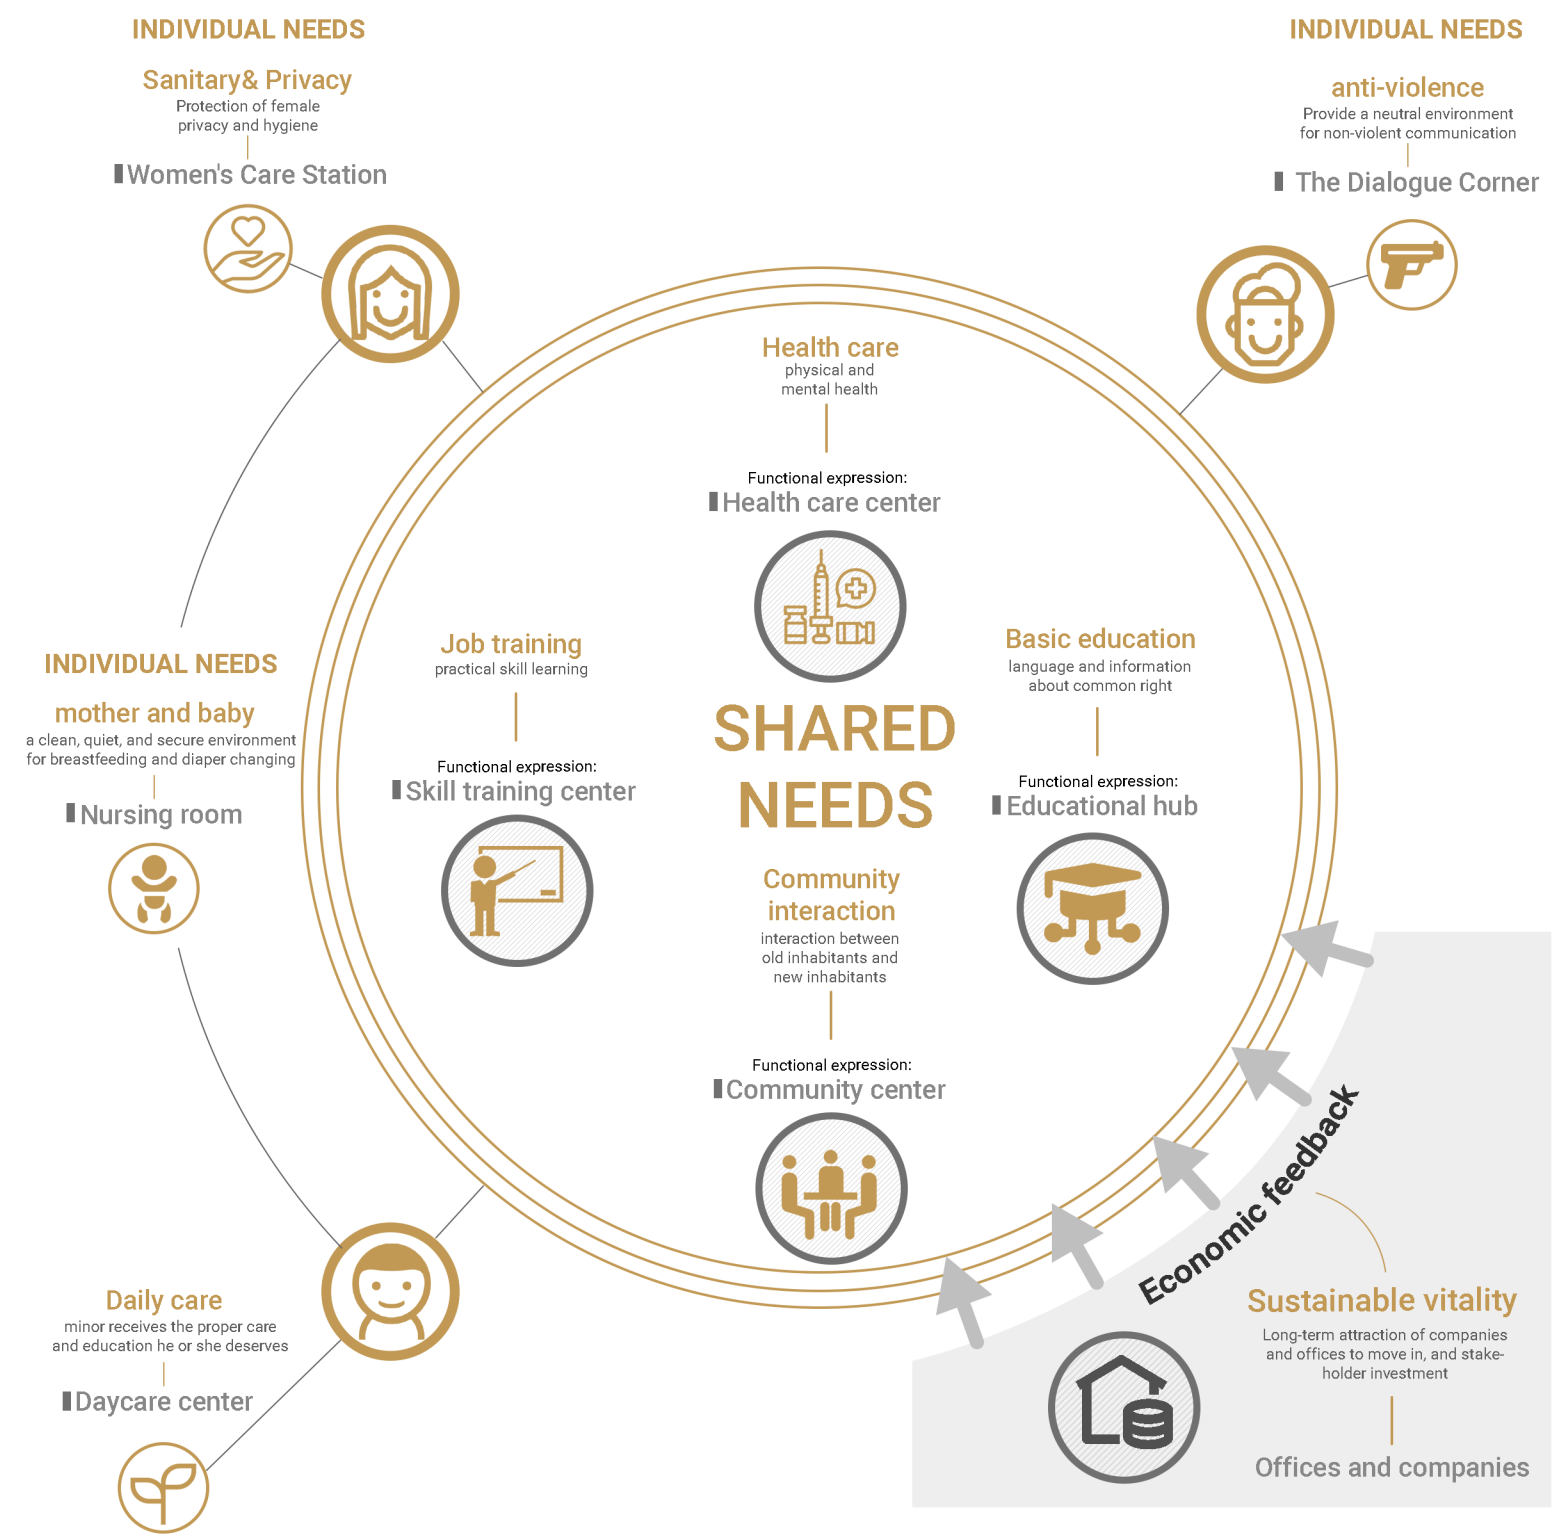 INDIVIDUAL NEEDS
Sanitary& Privacy
Protection of female
privacy and hygiene
Women's Care Station
INDIVIDUAL NEEDS
anti-violence
Provide a neutral environment
for non-violent communication
The Dialogue Corner
Health care
physical and
mental health
Functional expression:
Health care center
INDIVIDUAL NEEDS
mother and baby
a clean, quiet, and secure environment
for breastfeeding and diaper changing
Nursing room
Job training
practical skill learning
Functional expression:
Skill training center
Basic education
language and information
about common right
Functional expression:
Educational hub
SHARED
NEEDS
Community
interaction
interaction between
old inhabitants and
new inhabitants
Functional expression:
Community center
Daily care
minor receives the proper care
and education he or she deserves
Daycare center
Economic feedback
Sustainable vitality
Long-term attraction of companies
and offices to move in, and stake-
holder investment
Offices and companies